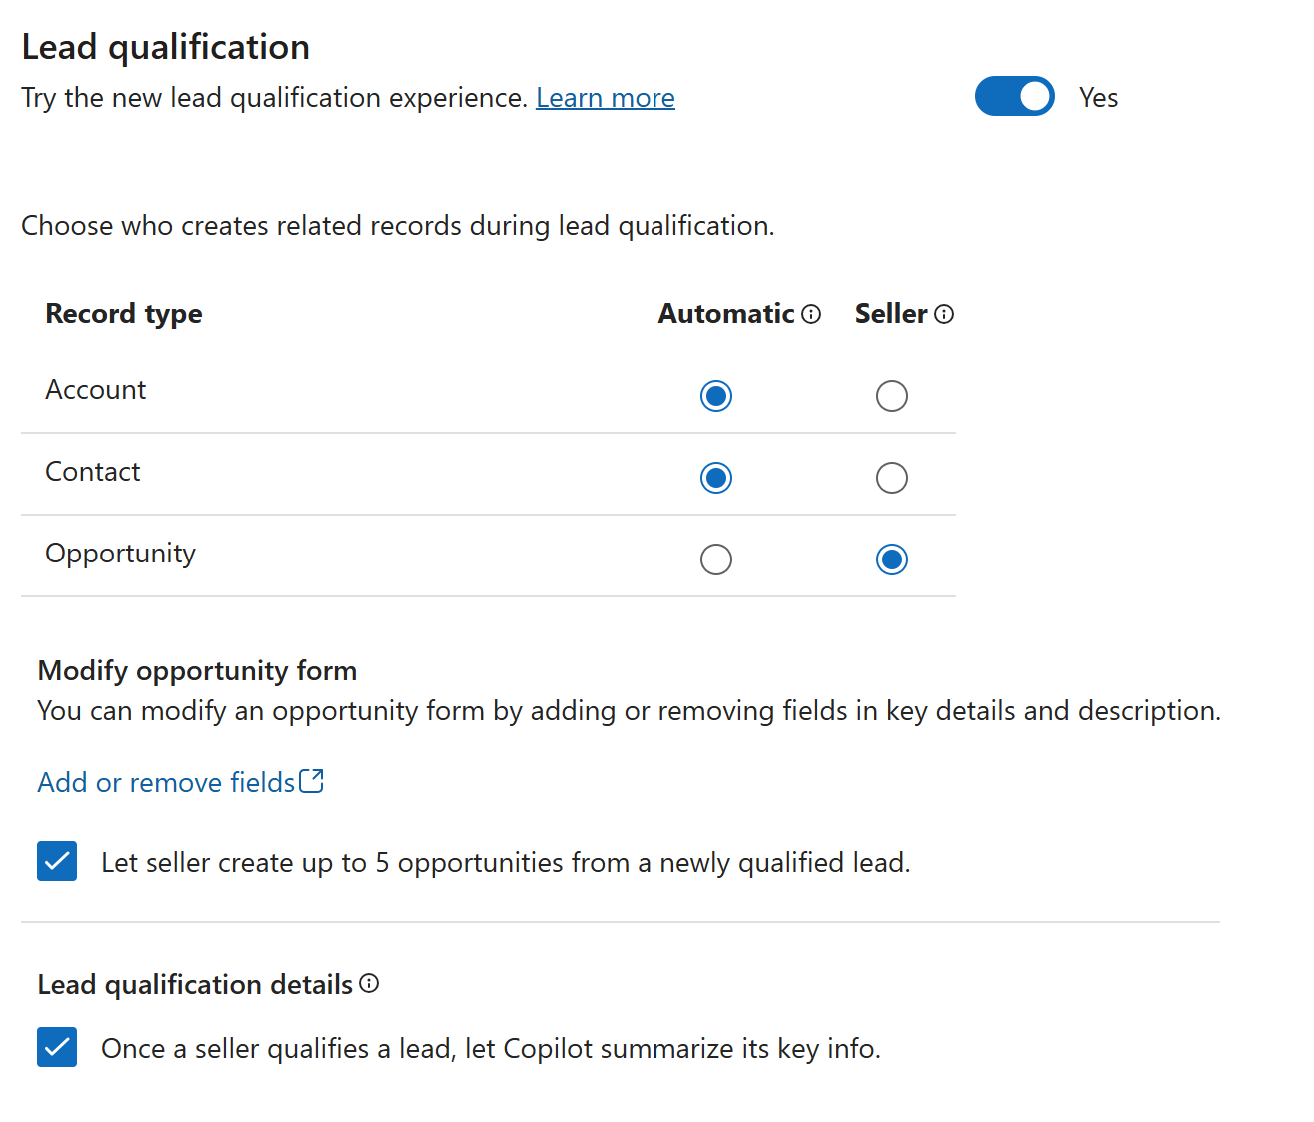 Lead qualification
Try the new lead qualification experience. Learn more
Yes
Choose who creates related records during lead qualification.
Record type Automatic Seller
Account
Contact
Opportunity
Modify opportunity form
You can modify an opportunity form by adding or removing fields in key details and description.
Add or remove fields
Let seller create up to 5 opportunities from a newly qualified lead.
Lead qualification details
Once a seller qualifies a lead, let Copilot summarize its key info.